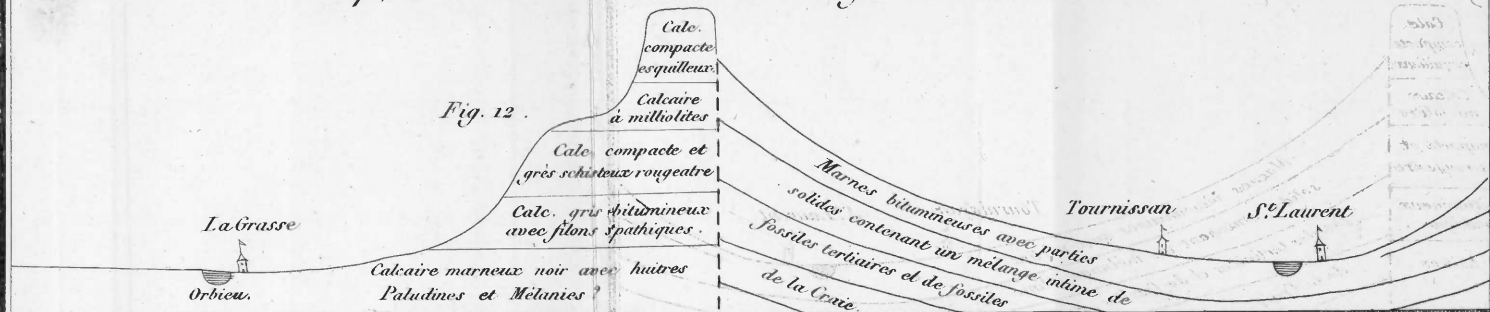 Fig. 12.
Calc.
compacte
esquilleux.
Calcaire
à milliolites
Calc. compacte et
grès schisteux rougeatre
Calc. gris bitumineux
avec filons spathiques.
Calcaire marneux noir avec huitres
Paludines et Mélanies ?
La Grasse
Orbieu.
Marnes bitumineuses avec parties
solides contenant un mélange intime de
fossiles tertiaires et de fossiles
de la Craie.
Tournissan
St. Laurent